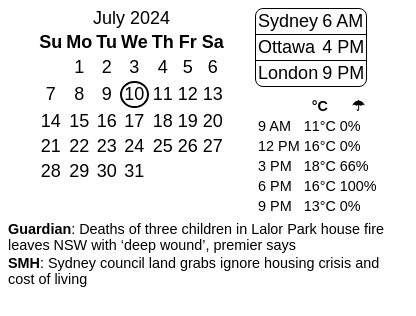 July 2024
Su Mo Tu We Th Fr Sa
1 2 3 4 5 6
7 8 9 10 11 12 13
14 15 16 17 18 19 20
21 22 23 24 25 26 27
28 29 30 31
Sydney 6 AM
Ottawa 4 PM
London 9 PM
°C ☂
9 AM 11°C 0%
12 PM 16°C 0%
3 PM 18°C 66%
6 PM 16°C 100%
9 PM 13°C 0%
Guardian: Deaths of three children in Lalor Park house fire
leaves NSW with ‘deep wound’, premier says
SMH: Sydney council land grabs ignore housing crisis and
cost of living